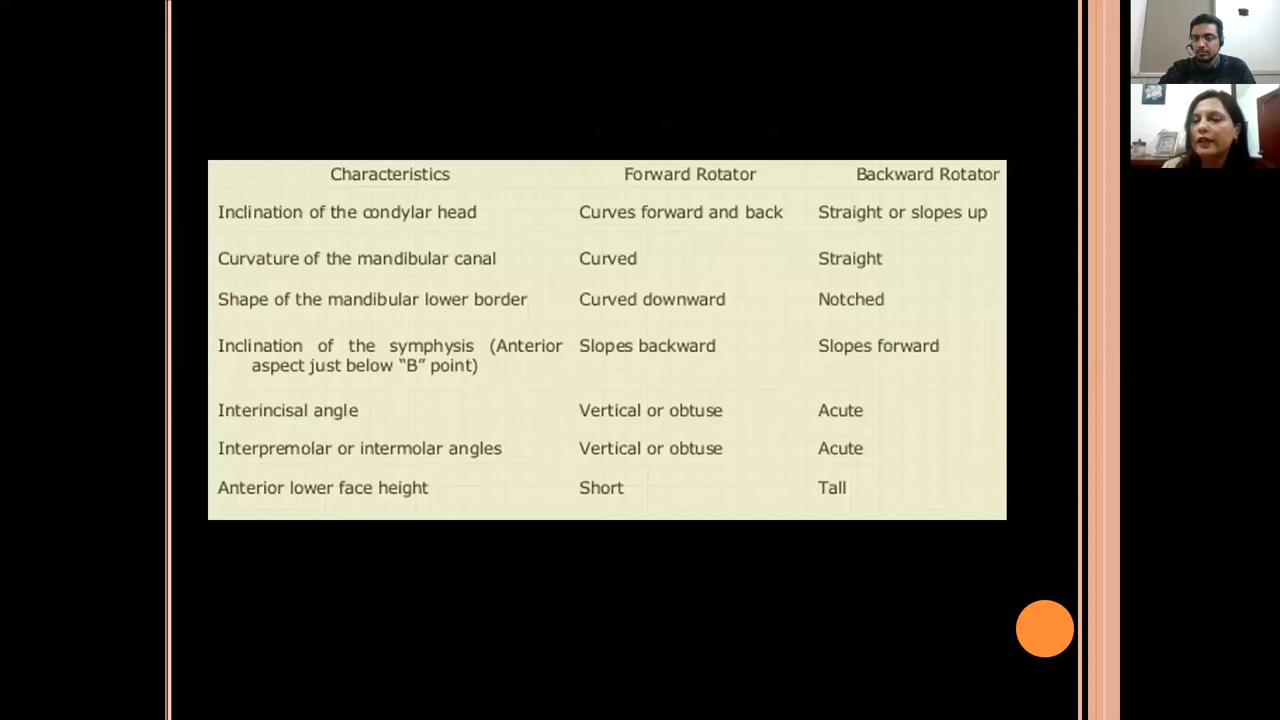 Characteristics Forward Rotator Backward Rotator
Inclination of the condylar head Curves forward and back Straight or slopes up
Curvature of the mandibular canal Curved Straight
Shape of the mandibular lower border Curved downward Notched
Inclination of the symphysis (Anterior Slopes backward Slopes forward
aspect just below “B” point)
Interincisal angle Vertical or obtuse Acute
Interpremolar or intermolar angles Vertical or obtuse Acute
Anterior lower face height Short Tall